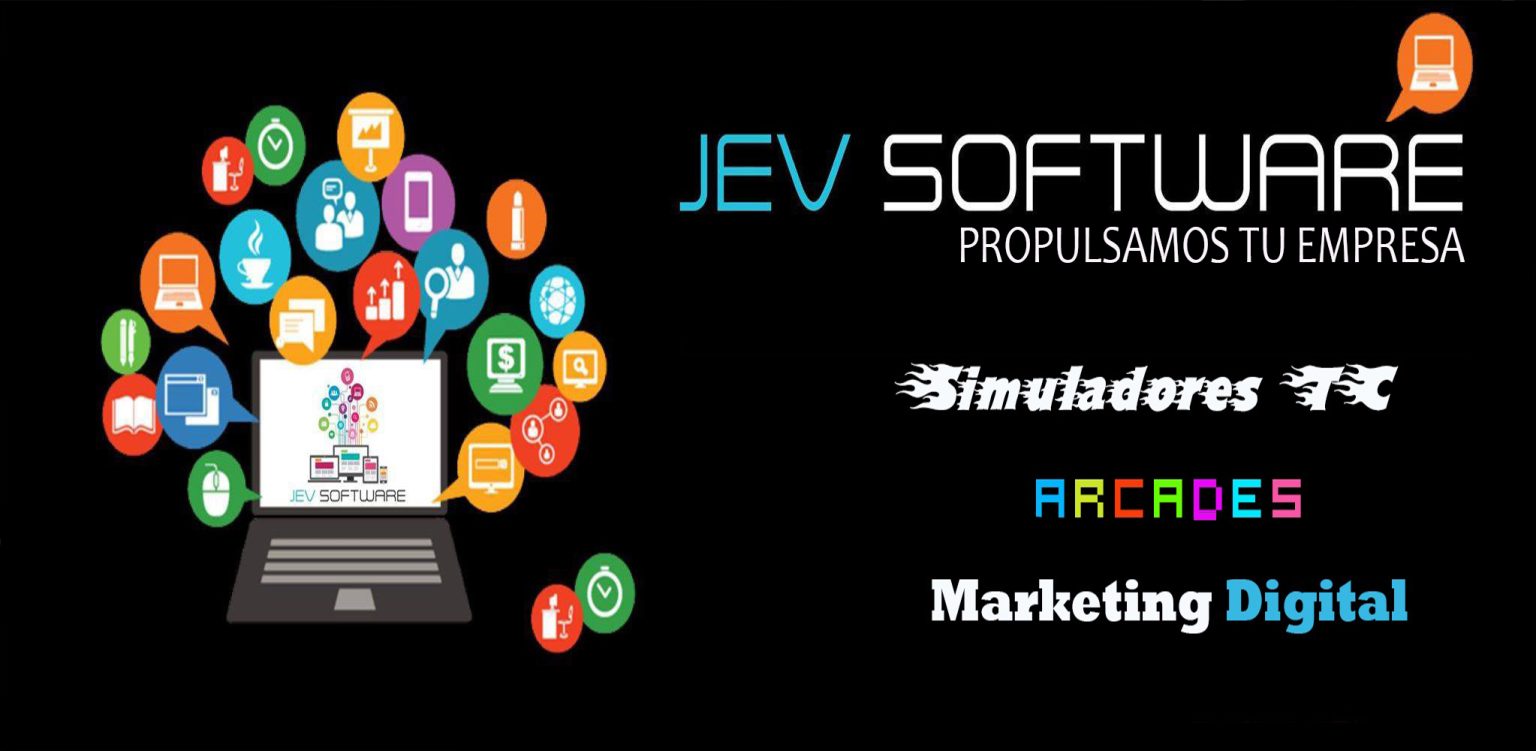 JEV SOFTWARE
PROPULSAMOS TU EMPRESA
Simuladores TC
ARCADES
Marketing Digital
$
JEV SOFTWARE